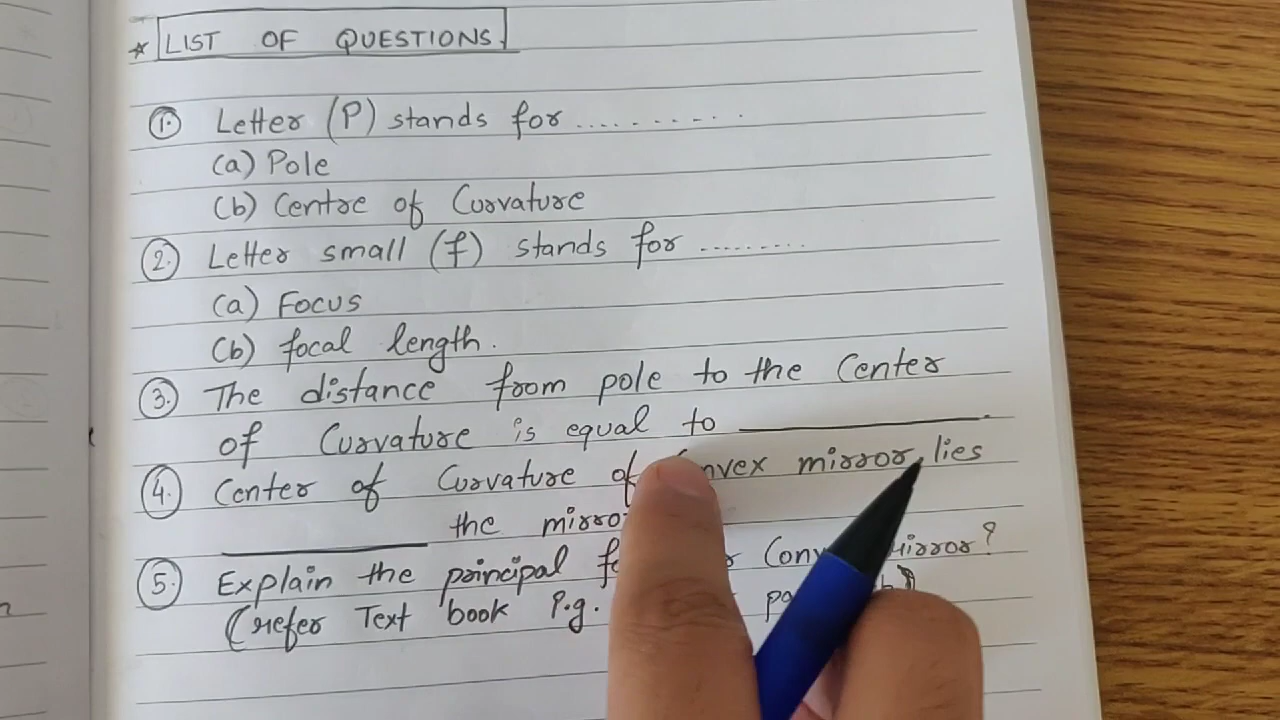 * LIST OF QUESTIONS.
1. Letter (P) stands for ..........
(a) Pole
(b) Centre of Curvature
2. Letter small (f) stands for .........
(a) Focus
(b) focal length.
3. The distance from pole to the Center
of Curvature is equal to ________.
4. Center of Curvature of mirror, lies
________ the
5. Explain the principal mirror?
(refer Text book P.g.